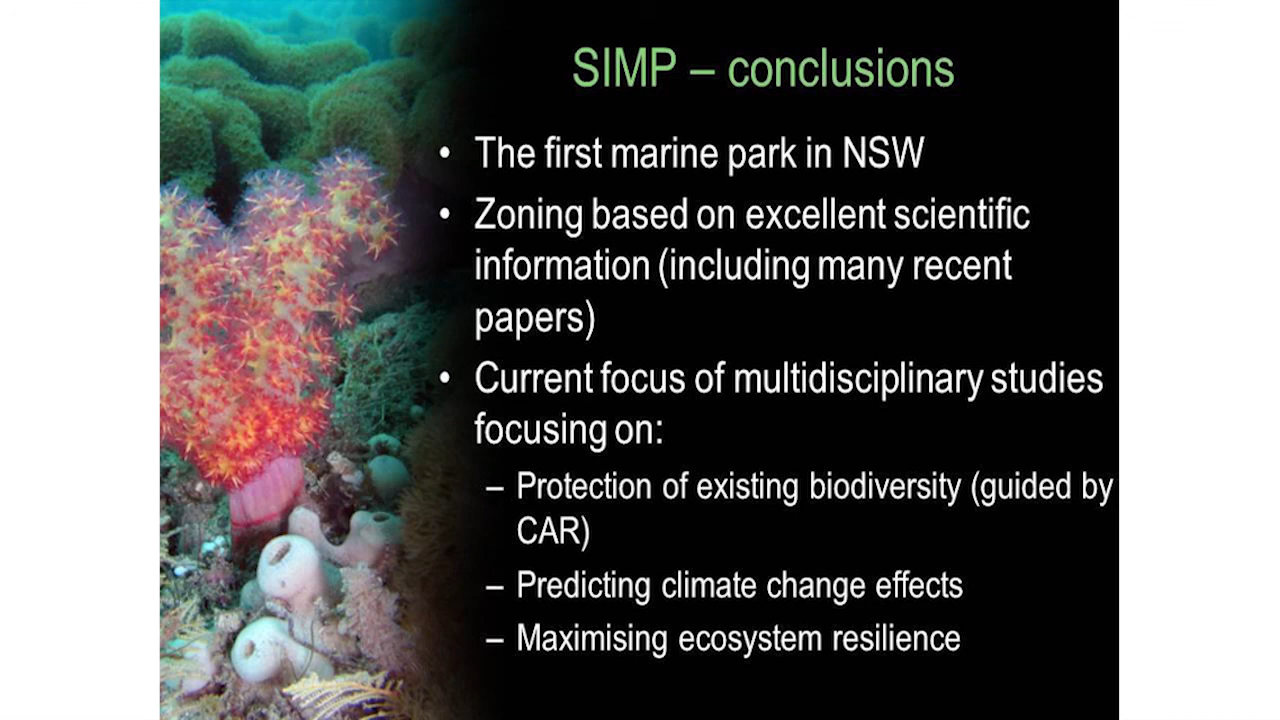 SIMP – conclusions
• The first marine park in NSW
• Zoning based on excellent scientific
information (including many recent
papers)
• Current focus of multidisciplinary studies
focusing on:
– Protection of existing biodiversity (guided by
CAR)
– Predicting climate change effects
– Maximising ecosystem resilience